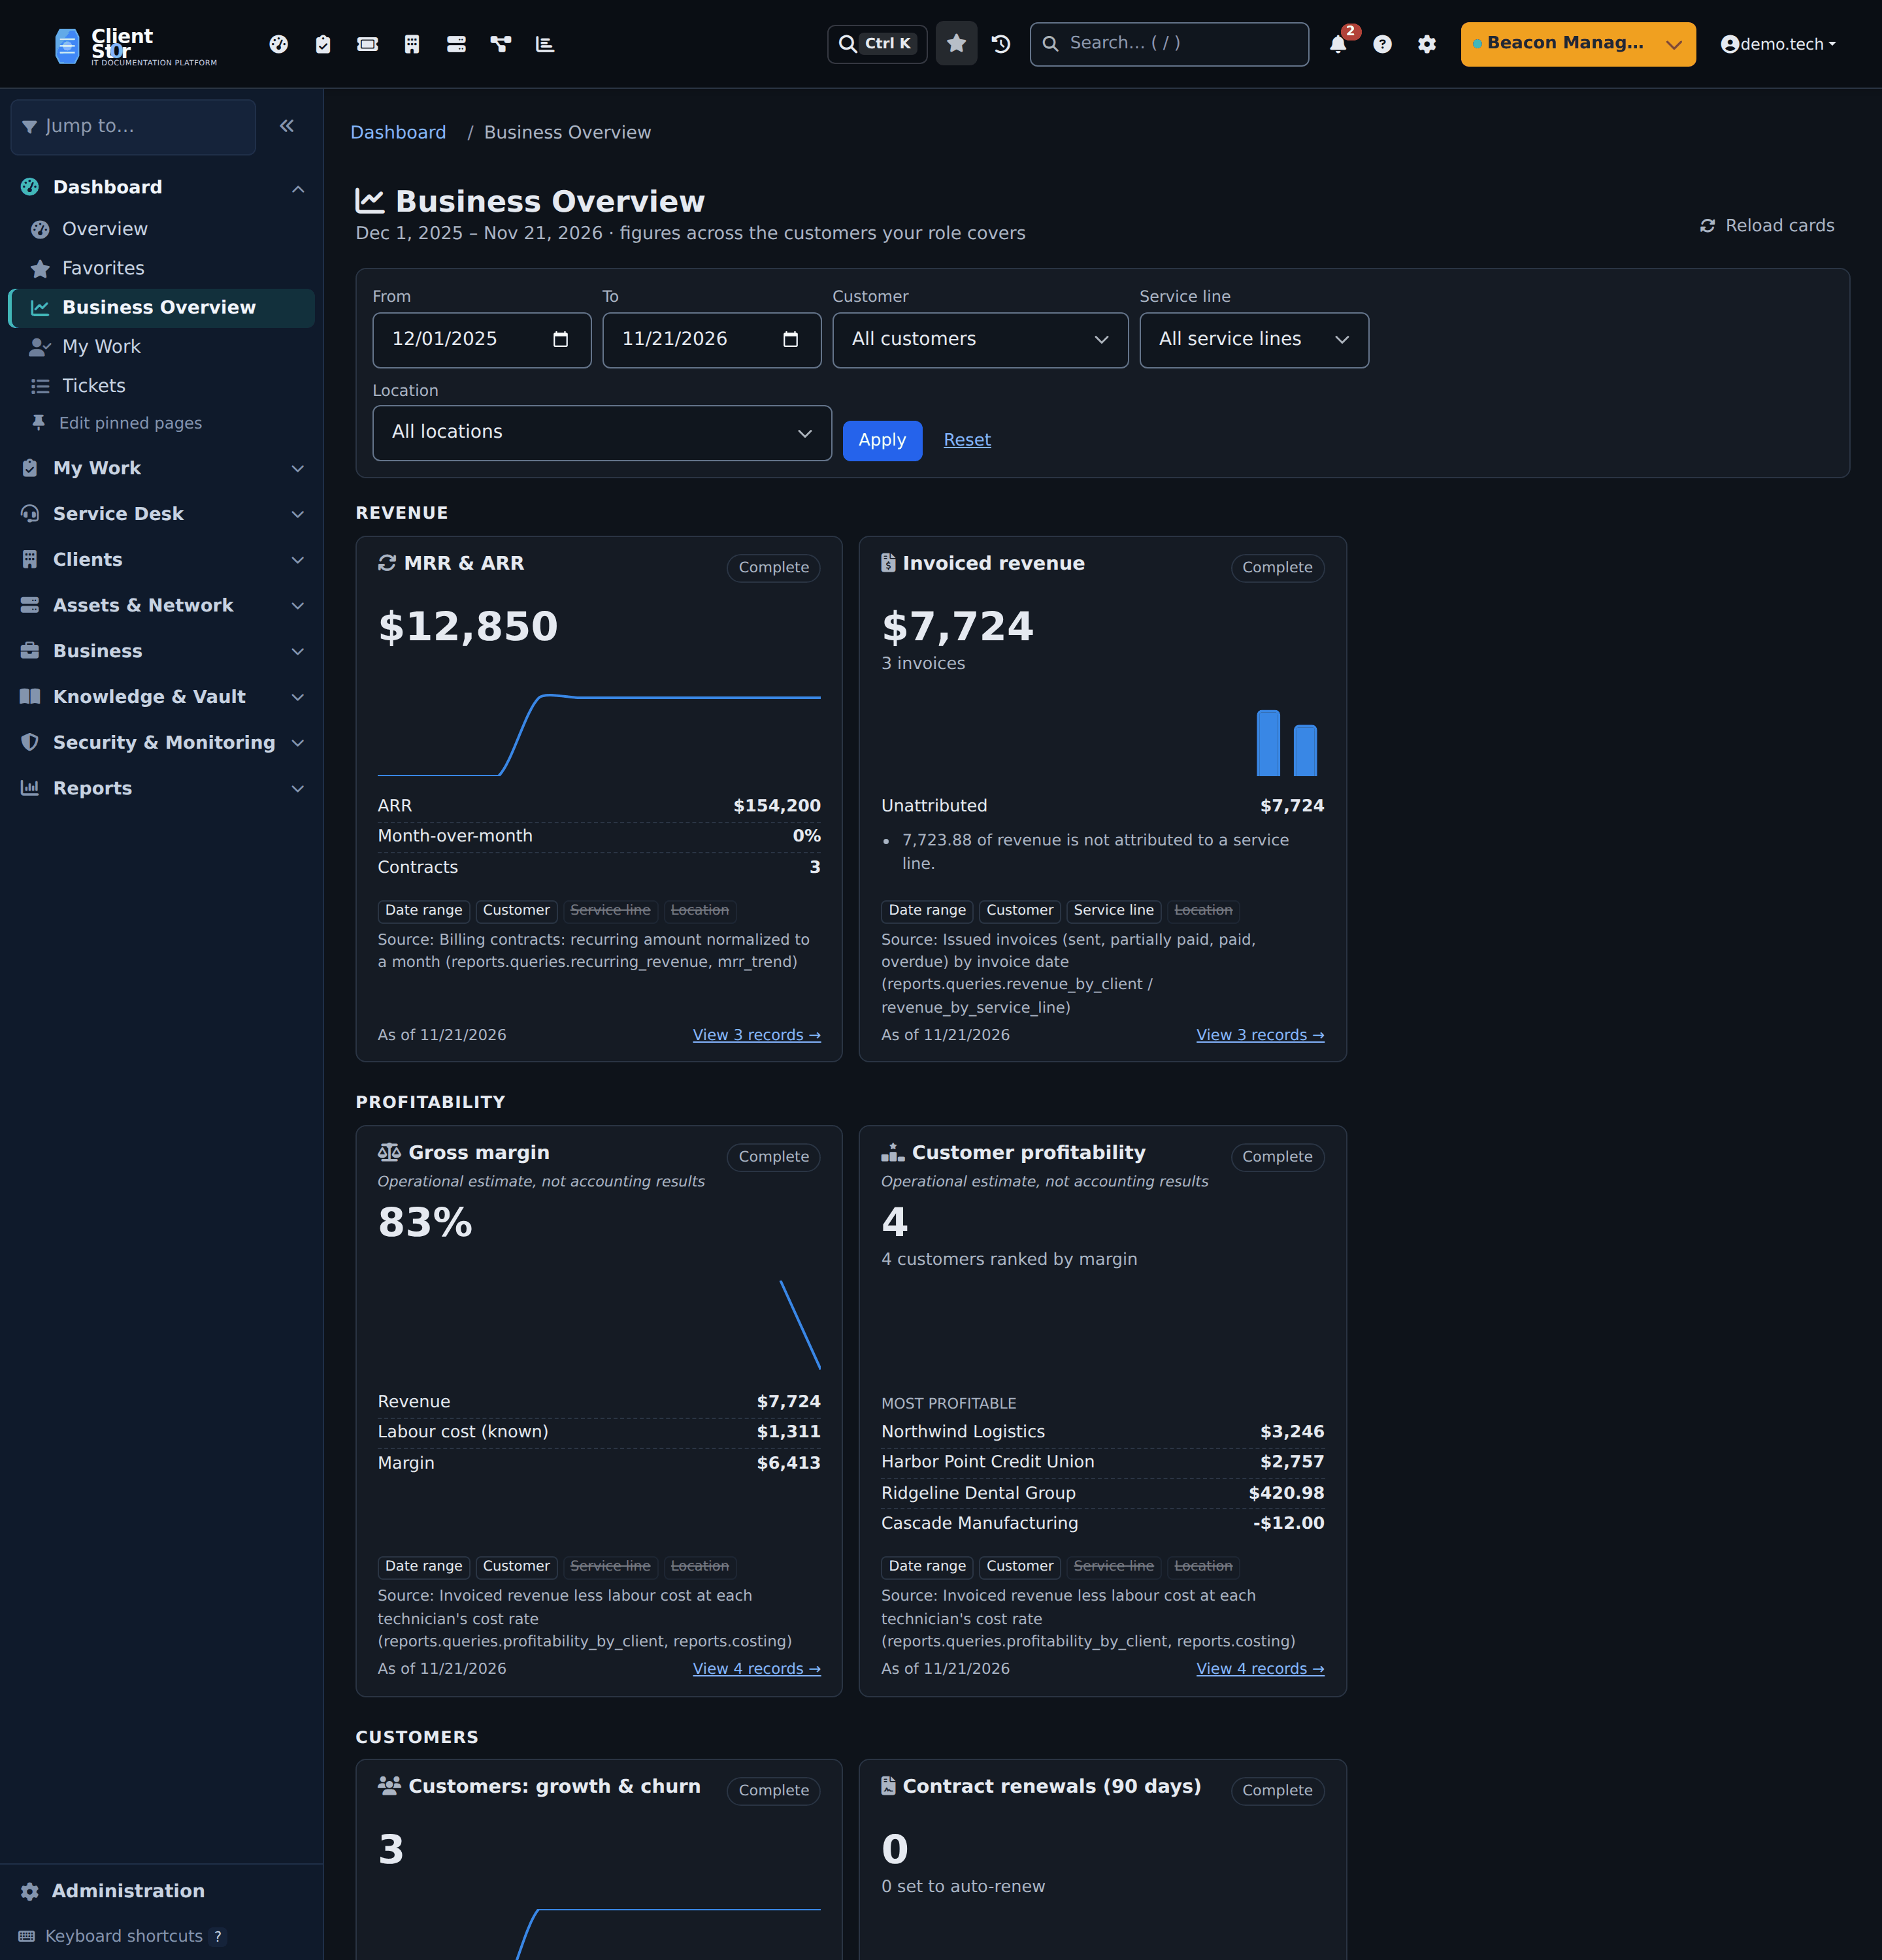 Client
St0r
IT DOCUMENTATION PLATFORM
Ctrl K
Search... ( / )
2
Beacon Manag...
demo.tech
Jump to...
Dashboard
Overview
Favorites
Business Overview
My Work
Tickets
Edit pinned pages
My Work
Service Desk
Clients
Assets & Network
Business
Knowledge & Vault
Security & Monitoring
Reports
Administration
Keyboard shortcuts ?
Dashboard / Business Overview
Business Overview
Dec 1, 2025 – Nov 21, 2026 · figures across the customers your role covers
Reload cards
From
To
Customer
Service line
12/01/2025
11/21/2026
All customers
All service lines
Location
All locations
Apply
Reset
REVENUE
MRR & ARR
Complete
$12,850
ARR $154,200
Month-over-month 0%
Contracts 3
Date range Customer Service line Location
Source: Billing contracts: recurring amount normalized to
a month (reports.queries.recurring_revenue, mrr_trend)
As of 11/21/2026
View 3 records →
Invoiced revenue
Complete
$7,724
3 invoices
Unattributed $7,724
• 7,723.88 of revenue is not attributed to a service
line.
Date range Customer Service line Location
Source: Issued invoices (sent, partially paid, paid,
overdue) by invoice date
(reports.queries.revenue_by_client /
revenue_by_service_line)
As of 11/21/2026
View 3 records →
PROFITABILITY
Gross margin
Complete
Operational estimate, not accounting results
83%
Revenue $7,724
Labour cost (known) $1,311
Margin $6,413
Date range Customer Service line Location
Source: Invoiced revenue less labour cost at each
technician's cost rate
(reports.queries.profitability_by_client, reports.costing)
As of 11/21/2026
View 4 records →
Customer profitability
Complete
Operational estimate, not accounting results
4
4 customers ranked by margin
MOST PROFITABLE
Northwind Logistics $3,246
Harbor Point Credit Union $2,757
Ridgeline Dental Group $420.98
Cascade Manufacturing -$12.00
Date range Customer Service line Location
Source: Invoiced revenue less labour cost at each
technician's cost rate
(reports.queries.profitability_by_client, reports.costing)
As of 11/21/2026
View 4 records →
CUSTOMERS
Customers: growth & churn
Complete
3
Contract renewals (90 days)
Complete
0
0 set to auto-renew